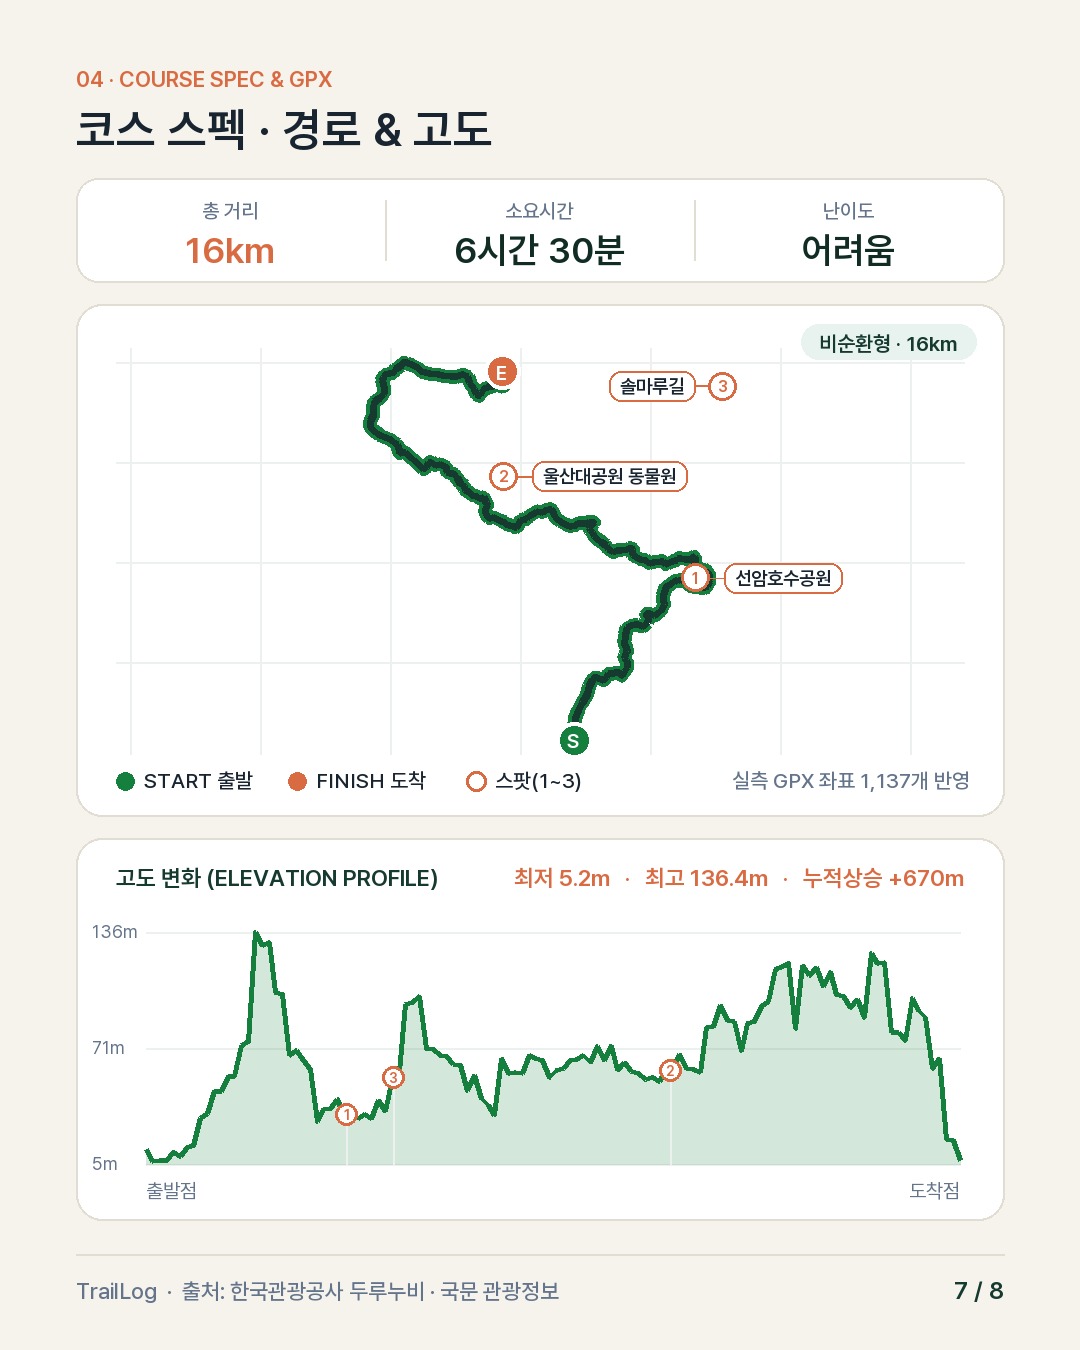 04 · COURSE SPEC & GPX
코스 스펙 · 경로 & 고도
총 거리
16km
소요시간
6시간 30분
난이도
어려움
비순환형 · 16km
E
솔마루길
3
2
울산대공원 동물원
1
선암호수공원
S
START 출발
FINISH 도착
스팟(1~3)
실측 GPX 좌표 1,137개 반영
고도 변화 (ELEVATION PROFILE)
최저 5.2m · 최고 136.4m · 누적상승 +670m
136m
71m
5m
1
3
2
출발점
도착점
TrailLog · 출처: 한국관광공사 두루누비 · 국문 관광정보
7 / 8